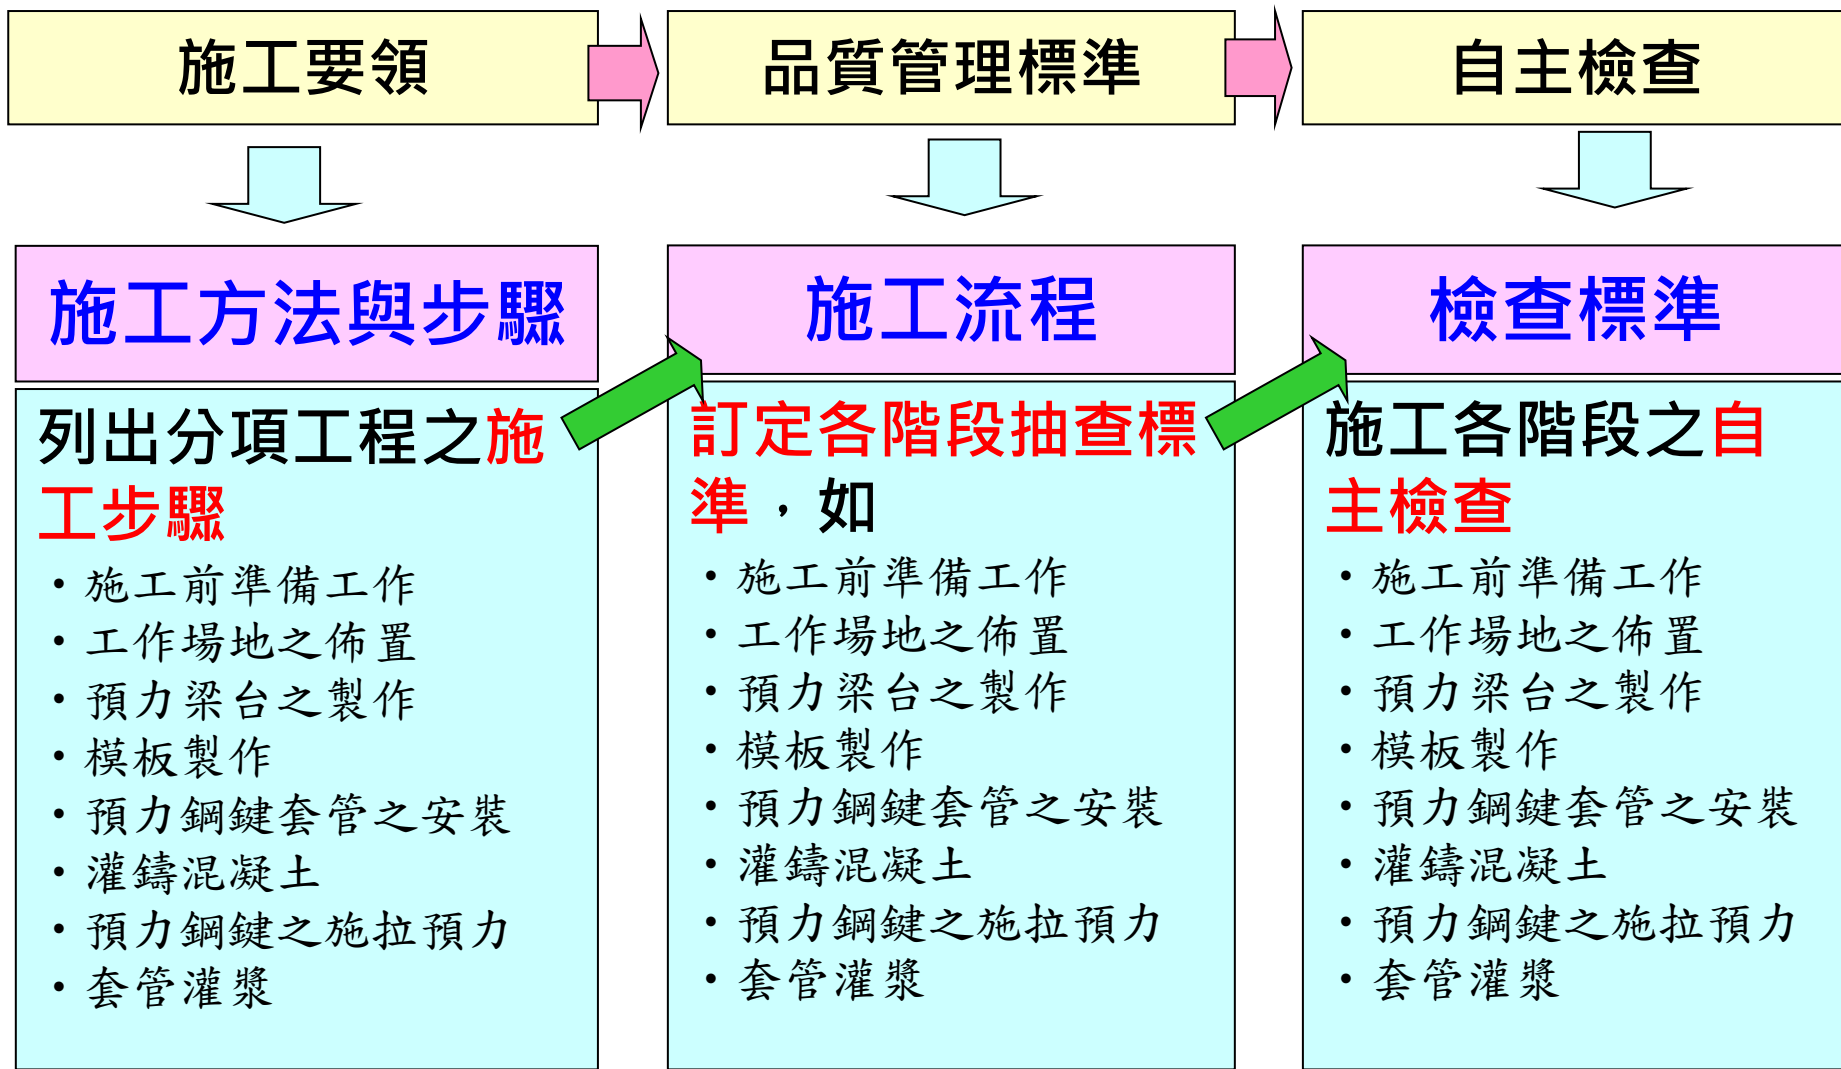 施工要領
品質管理標準
自主檢查
施工方法與步驟
列出分項工程之施
工步驟
• 施工前準備工作
• 工作場地之佈置
• 預力梁台之製作
• 模板製作
• 預力鋼鍵套管之安裝
• 灌鑄混凝土
• 預力鋼鍵之施拉預力
• 套管灌漿
施工流程
訂定各階段抽查標
準，如
• 施工前準備工作
• 工作場地之佈置
• 預力梁台之製作
• 模板製作
• 預力鋼鍵套管之安裝
• 灌鑄混凝土
• 預力鋼鍵之施拉預力
• 套管灌漿
檢查標準
施工各階段之自
主檢查
• 施工前準備工作
• 工作場地之佈置
• 預力梁台之製作
• 模板製作
• 預力鋼鍵套管之安裝
• 灌鑄混凝土
• 預力鋼鍵之施拉預力
• 套管灌漿